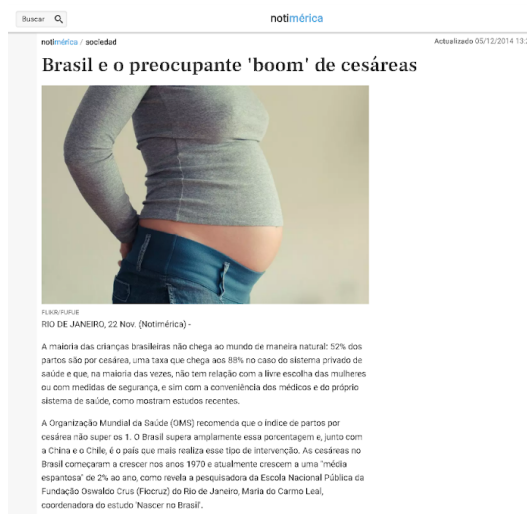 Buscar
notimérica
notimérica / sociedad
Actualizado 05/12/2014 13:
Brasil e o preocupante 'boom' de cesáreas
FLIKR/FUFUE
RIO DE JANEIRO, 22 Nov. (Notimérica) -
A maioria das crianças brasileiras não chega ao mundo de maneira natural: 52% dos
partos são por cesárea, uma taxa que chega aos 88% no caso do sistema privado de
saúde e que, na maioria das vezes, não tem relação com a livre escolha das mulheres
ou com medidas de segurança, e sim com a conveniência dos médicos e do próprio
sistema de saúde, como mostram estudos recentes.
A Organização Mundial da Saúde (OMS) recomenda que o índice de partos por
cesárea não super os 1. O Brasil supera amplamente essa porcentagem e, junto com
a China e o Chile, é o país que mais realiza esse tipo de intervenção. As cesáreas no
Brasil começaram a crescer nos anos 1970 e atualmente crescem a uma "média
espantosa" de 2% ao ano, como revela a pesquisadora da Escola Nacional Pública da
Fundação Oswaldo Crus (Fiocruz) do Rio de Janeiro, Maria do Carmo Leal,
coordenadora do estudo 'Nascer no Brasil'.